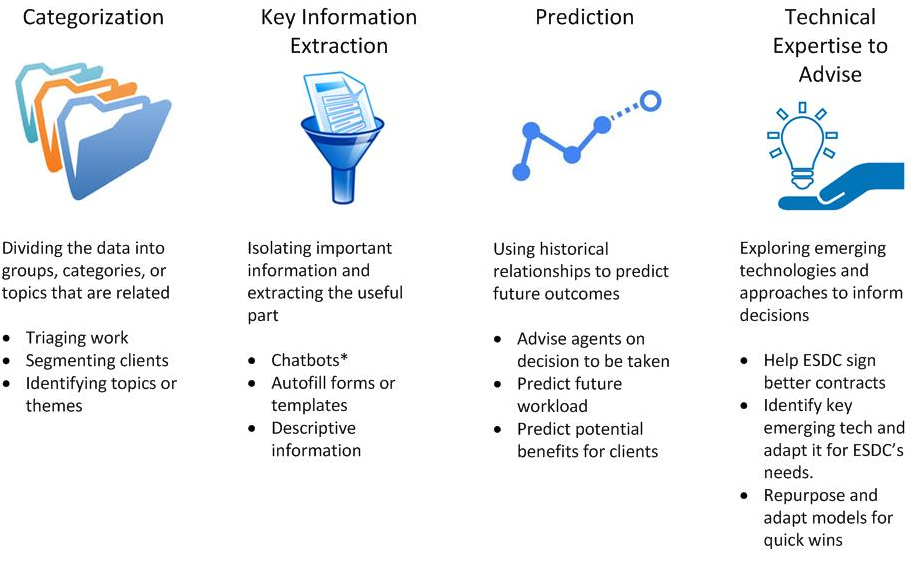 Categorization
Dividing the data into
groups, categories, or
topics that are related
• Triaging work
• Segmenting clients
• Identifying topics or
themes
Key Information
Extraction
Isolating important
information and
extracting the useful
part
• Chatbots*
• Autofill forms or
templates
• Descriptive
information
Prediction
Using historical
relationships to predict
future outcomes
• Advise agents on
decision to be taken
• Predict future
workload
• Predict potential
benefits for clients
Technical
Expertise to
Advise
Exploring emerging
technologies and
approaches to inform
decisions
• Help ESDC sign
better contracts
• Identify key
emerging tech and
adapt it for ESDC’s
needs.
• Repurpose and
adapt models for
quick wins